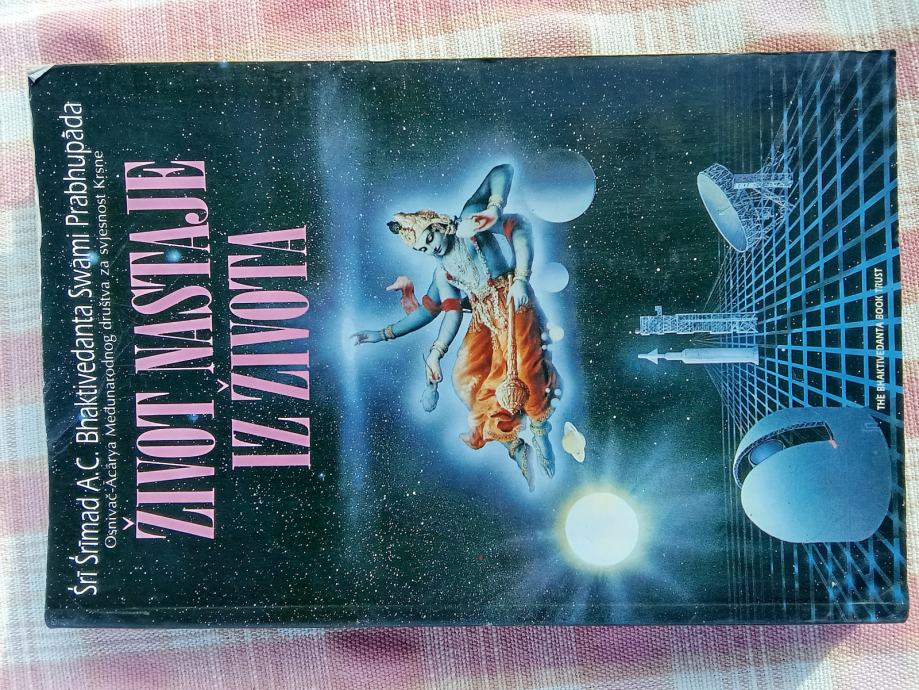 Śrī Śrīmad A.C. Bhaktivedanta Swami Prabhupāda
Osnivač-Ācārya Međunarodnog društva za svjesnost Krsne
ŽIVOT NASTAJE
IZ ŽIVOTA
THE BHAKTIVEDANTA BOOK TRUST